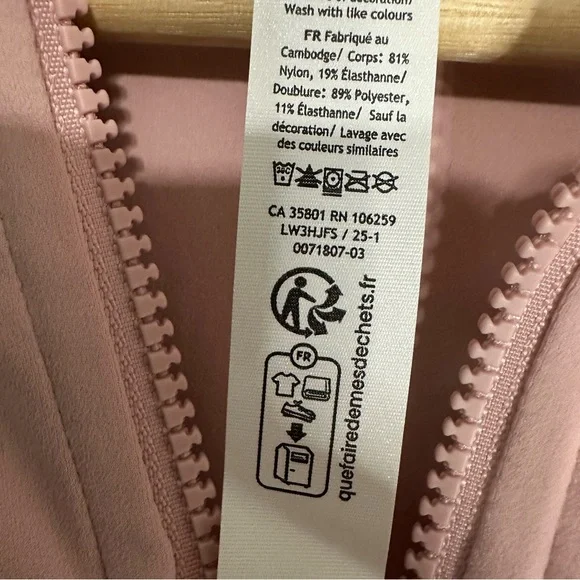 Wash with like colours
FR Fabriqué au
Cambodge/ Corps: 81%
Nylon, 19% Élasthanne/
Doublure: 89% Polyester,
11% Élasthanne/ Sauf la
décoration/ Lavage avec
des couleurs similaires
CA 35801 RN 106259
LW3HJFS / 25-1
0071807-03
quefairedemesdechets.fr
FR